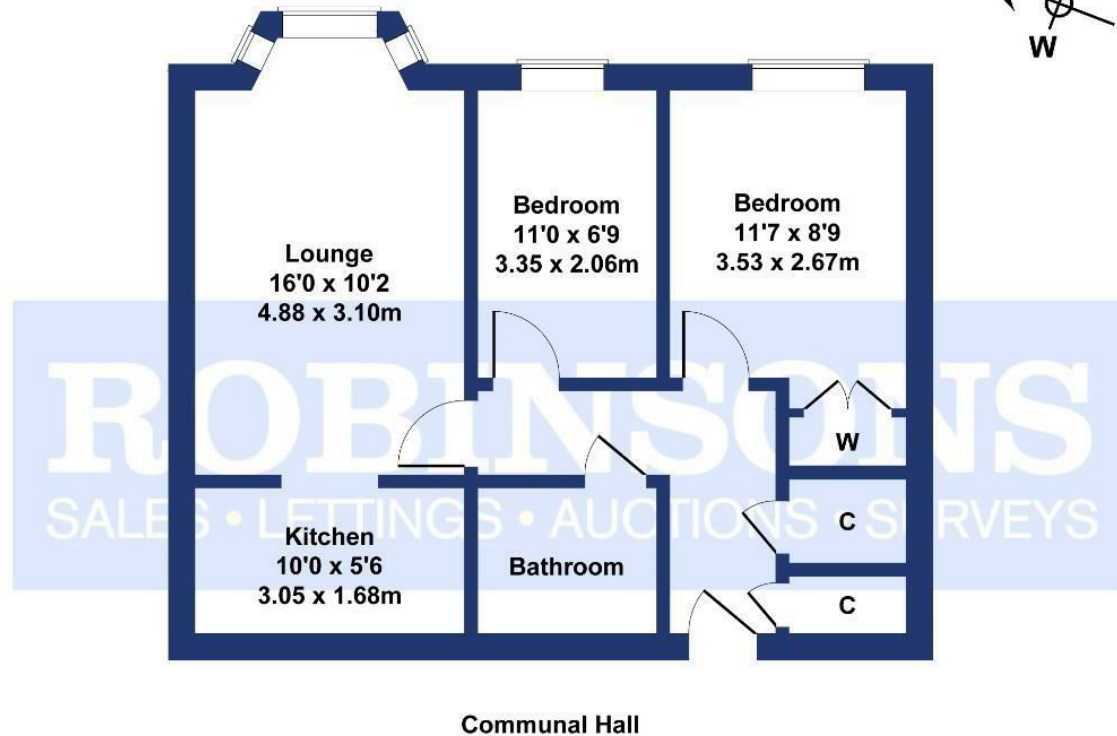 W
Bedroom
11'0 x 6'9
3.35 x 2.06m
Bedroom
11'7 x 8'9
3.53 x 2.67m
Lounge
16'0 x 10'2
4.88 x 3.10m
ROBINSONS
SALES • LETTINGS • AUCTIONS • SURVEYS
W
C
Kitchen
10'0 x 5'6
3.05 x 1.68m
Bathroom
C
Communal Hall